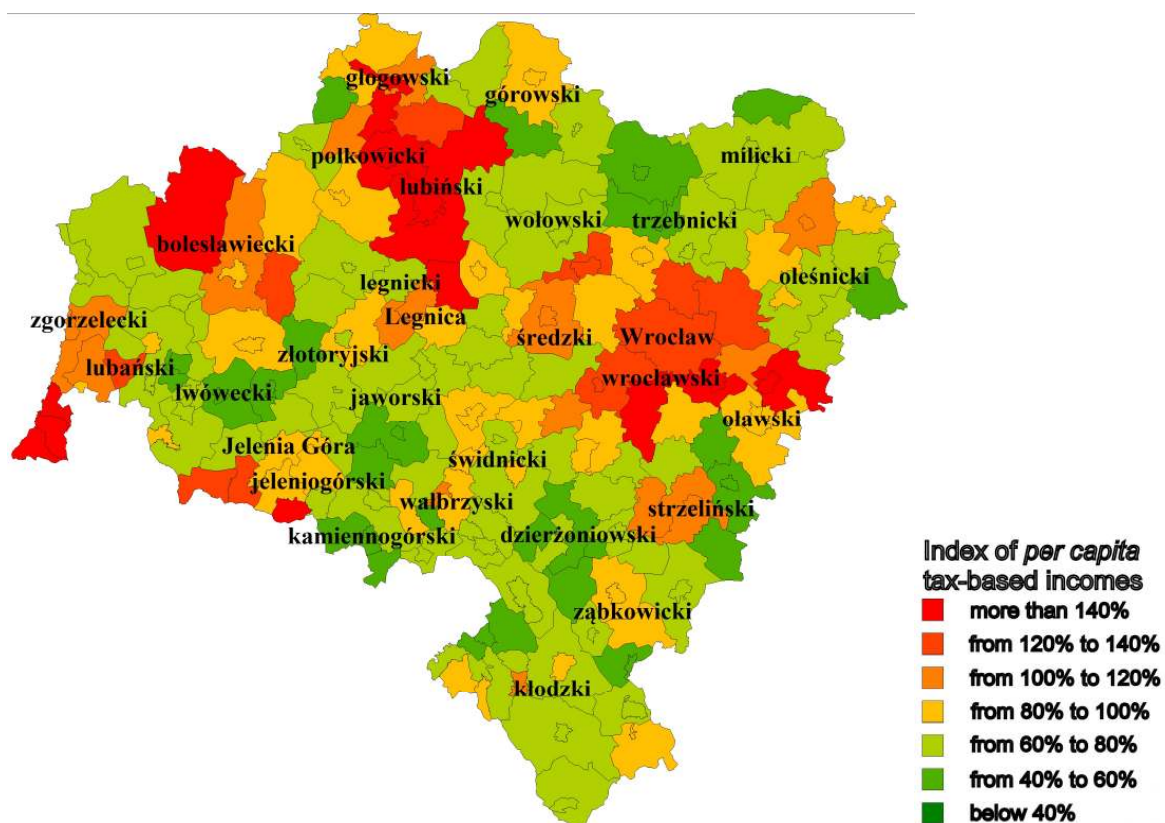 głogowski
górowski
połkowicki
milicki
lubiński
wołowski
trzebnicki
bolesławiecki
oleśnicki
legnicki
zgorzelecki
Legnica
średzki
Wrocław
lubański
złotoryjski
wrocławski
lwówecki
jaworski
oławski
Jelenia Góra
świdnicki
jeleniogórski
wałbrzyski
strzeliński
kamiennogórski
dzierżoniowski
ząbkowicki
kłodzki
Index of per capita
tax-based incomes
more than 140%
from 120% to 140%
from 100% to 120%
from 80% to 100%
from 60% to 80%
from 40% to 60%
below 40%